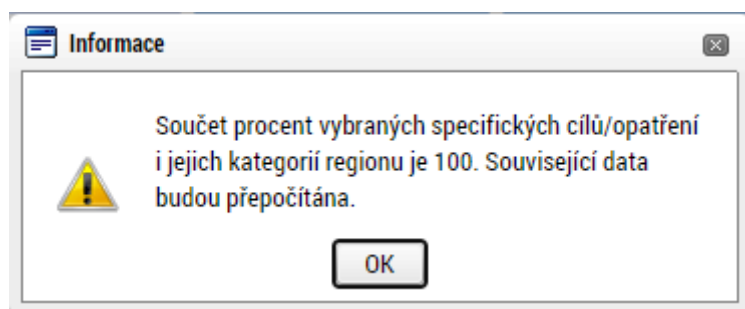 Informace
Součet procent vybraných specifických cílů/opatření
i jejich kategorií regionu je 100. Související data
budou přepočítána.
OK